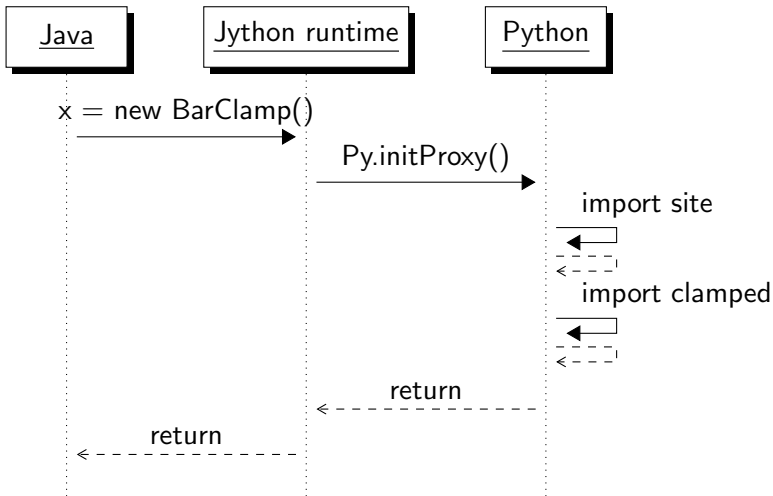 Java
Jython runtime
Python
x = new BarClamp()
Py.initProxy()
import site
import clamped
return
return